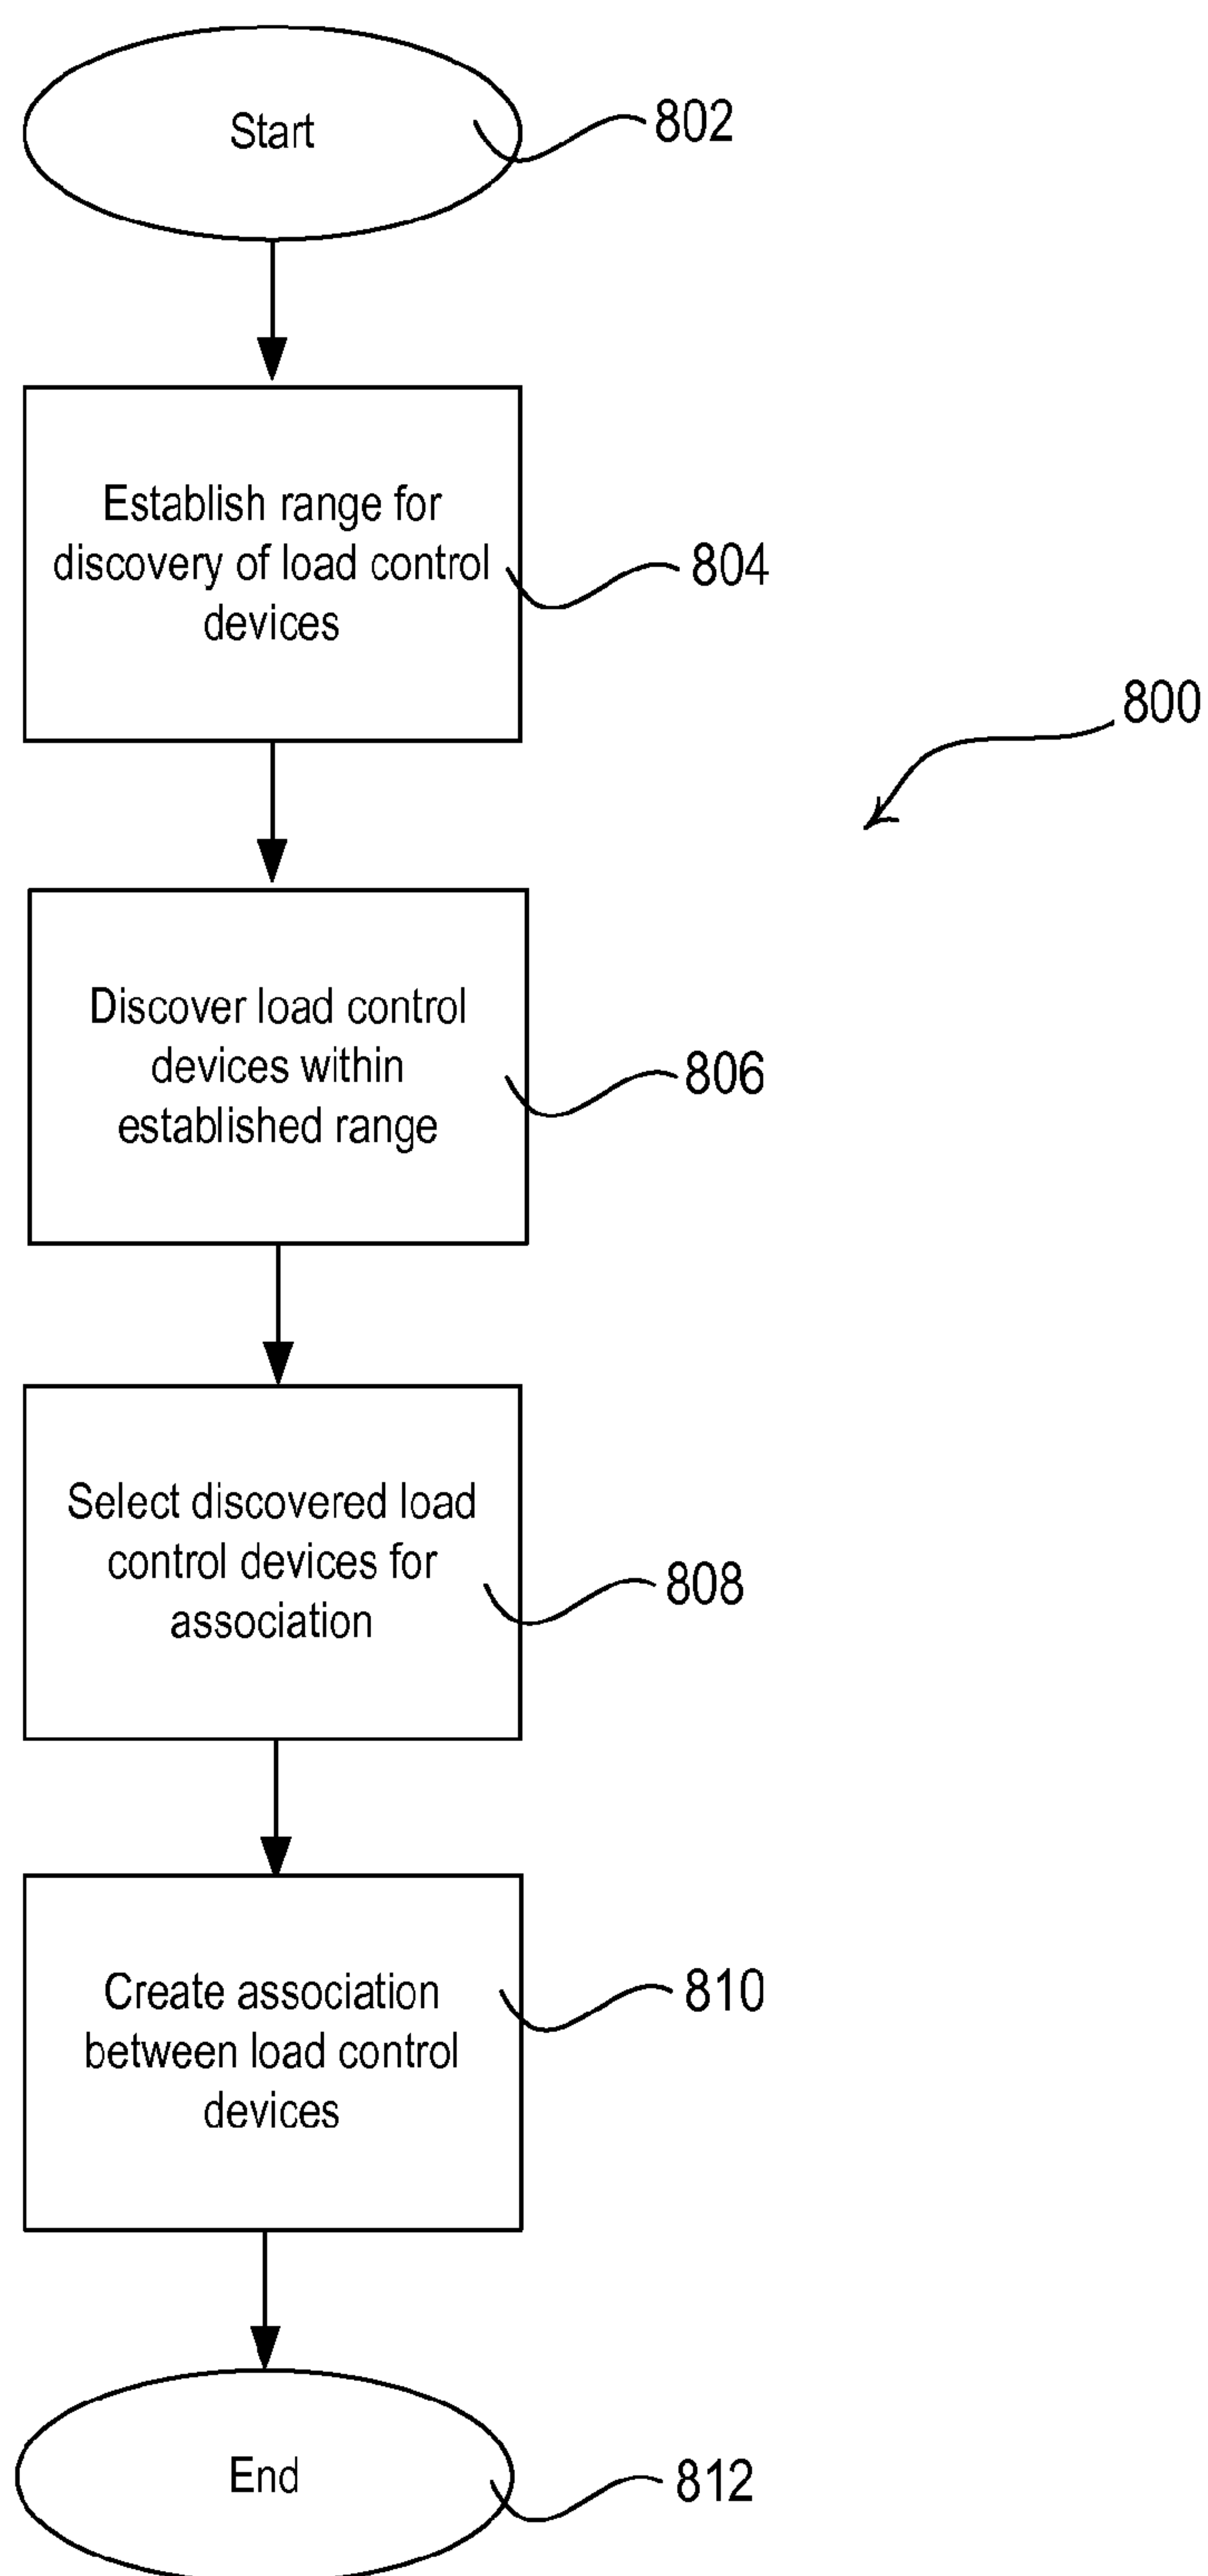 Start
802
Establish range for
discovery of load control
devices
804
800
Discover load control
devices within
established range
806
Select discovered load
control devices for
association
808
Create association
between load control
devices
810
End
812